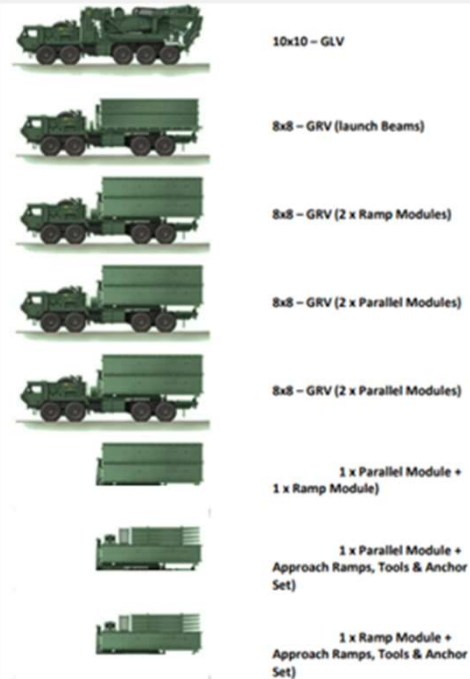 10x10 – GLV
8x8 – GRV (launch Beams)
8x8 – GRV (2 x Ramp Modules)
8x8 – GRV (2 x Parallel Modules)
8x8 – GRV (2 x Parallel Modules)
1 x Parallel Module +
1 x Ramp Module)
1 x Parallel Module +
Approach Ramps, Tools & Anchor
Set)
1 x Ramp Module +
Approach Ramps, Tools & Anchor
Set)